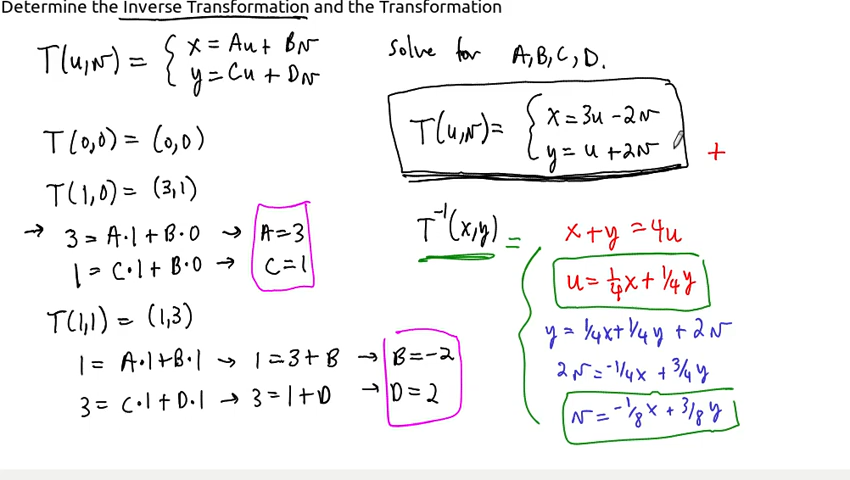 Determine the Inverse Transformation and the Transformation
T(u,v) = { x = Au + Bv
y = Cu + Dv
T(0,0) = (0,0)
T(1,0) = (3,1)
→ 3 = A·1 + B·0 → A=3
1 = C·1 + B·0 → C=1
T(1,1) = (1,3)
1 = A·1+B·1 → 1=3+B → B=-2
3 = C·1 + D·1 → 3=1+D → D=2
Solve for A,B,C,D.
T(u,v) = { x=3u-2v
y= u+2v
+
T⁻¹(x,y) = {
x+y = 4u
u = 1/4x + 1/4y
y = 1/4x + 1/4y + 2v
2v = -1/4x + 3/4y
v = -1/8x + 3/8y